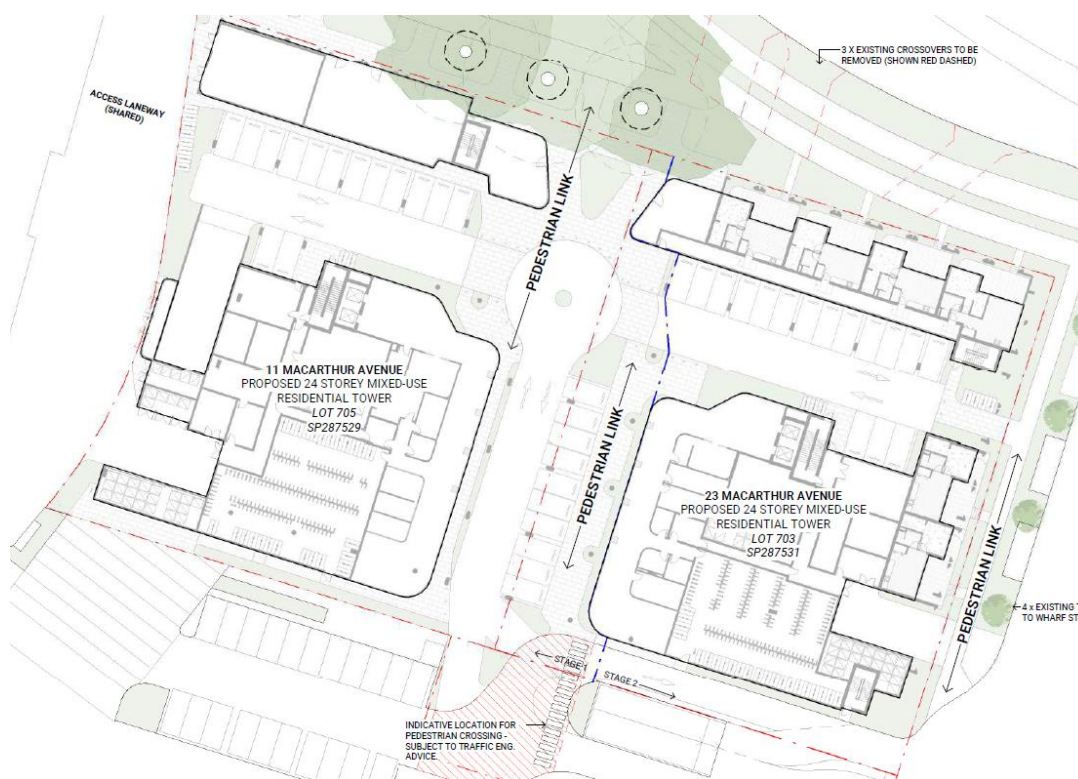 3 X EXISTING CROSSOVERS TO BE
REMOVED (SHOWN RED DASHED)
ACCESS LANEWAY
(SHARED)
PEDESTRIAN LINK
11 MACARTHUR AVENUE
PROPOSED 24 STOREY MIXED-USE
RESIDENTIAL TOWER
LOT 705
SP287529
PEDESTRIAN LINK
23 MACARTHUR AVENUE
PROPOSED 24 STOREY MIXED-USE
RESIDENTIAL TOWER
LOT 703
SP287531
PEDESTRIAN LINK
4 x EXISTING
TO WHARF ST
STAGE 1
STAGE 2
INDICATIVE LOCATION FOR
PEDESTRIAN CROSSING -
SUBJECT TO TRAFFIC ENG.
ADVICE.